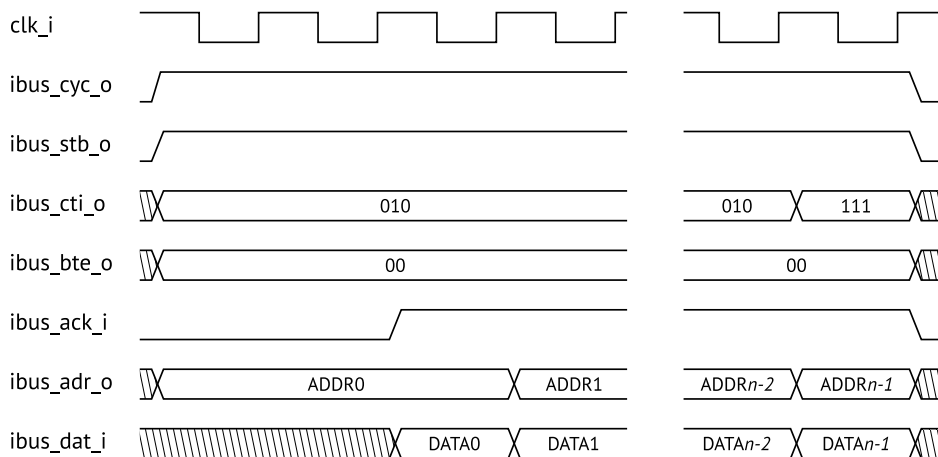 clk_i
ibus_cyc_o
ibus_stb_o
ibus_cti_o 010 010 111
ibus_bte_o 00 00
ibus_ack_i
ibus_adr_o ADDR0 ADDR1 ADDRn-2 ADDRn-1
ibus_dat_i DATA0 DATA1 DATAn-2 DATAn-1